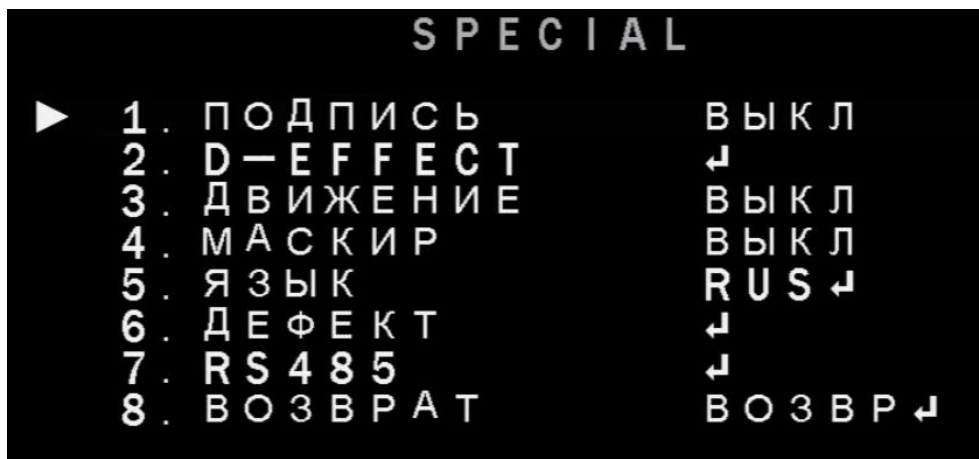 SPECIAL
► 1. ПОДПИСЬ ВЫКЛ
2. D—EFFECT ↲
3. ДВИЖЕНИЕ ВЫКЛ
4. МАСКИР ВЫКЛ
5. ЯЗЫК RUS↲
6. ДЕФЕКТ ↲
7. RS485 ↲
8. ВОЗВРАТ ВОЗВР↲